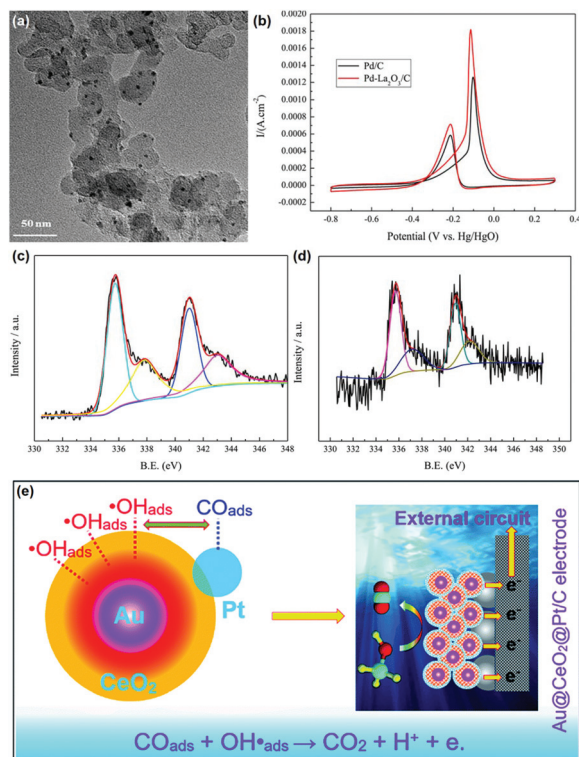 (a)
50 nm
(b)
0.0020
0.0018
0.0016
0.0014
0.0012
0.0010
0.0008
0.0006
0.0004
0.0002
0.0000
-0.0002
I/(A.cm⁻²)
Pd/C
Pd-La₂O₃/C
-0.8 -0.6 -0.4 -0.2 0.0 0.2 0.4
Potential (V vs. Hg/HgO)
(c)
Intensity / a.u.
330 332 334 336 338 340 342 344 346 348
B.E. (eV)
(d)
Intensity / a.u.
330 332 334 336 338 340 342 344 346 348 350
B.E. (eV)
(e)
•OHads
•OHads
•OHads
COads
Au
Pt
CeO₂
External circuit
e⁻
e⁻
e⁻
e⁻
Au@CeO₂@Pt/C electrode
COads + OH•ads → CO₂ + H⁺ + e.